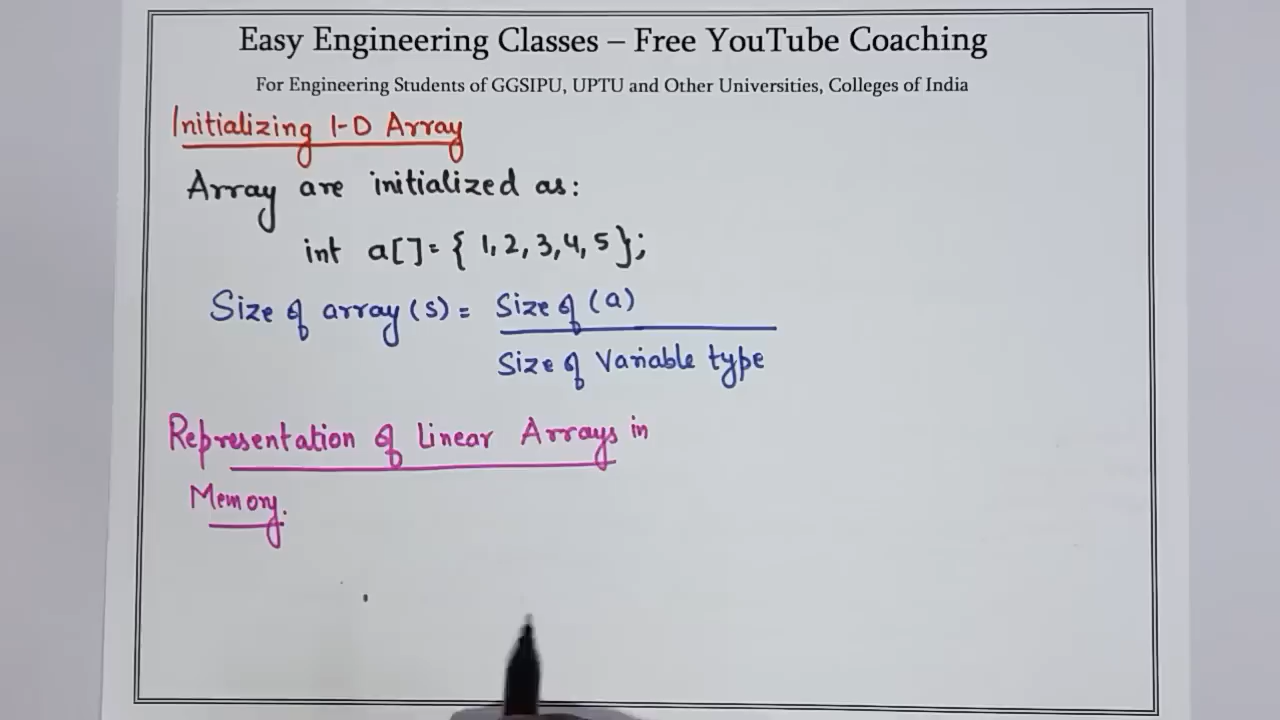 Easy Engineering Classes – Free YouTube Coaching
For Engineering Students of GGSIPU, UPTU and Other Universities, Colleges of India
Initializing 1-D Array
Array are initialized as:
int a[]= { 1, 2, 3, 4, 5 };
Size of array (s) = Size of (a)
Size of Variable type
Representation of Linear Arrays in
Memory.